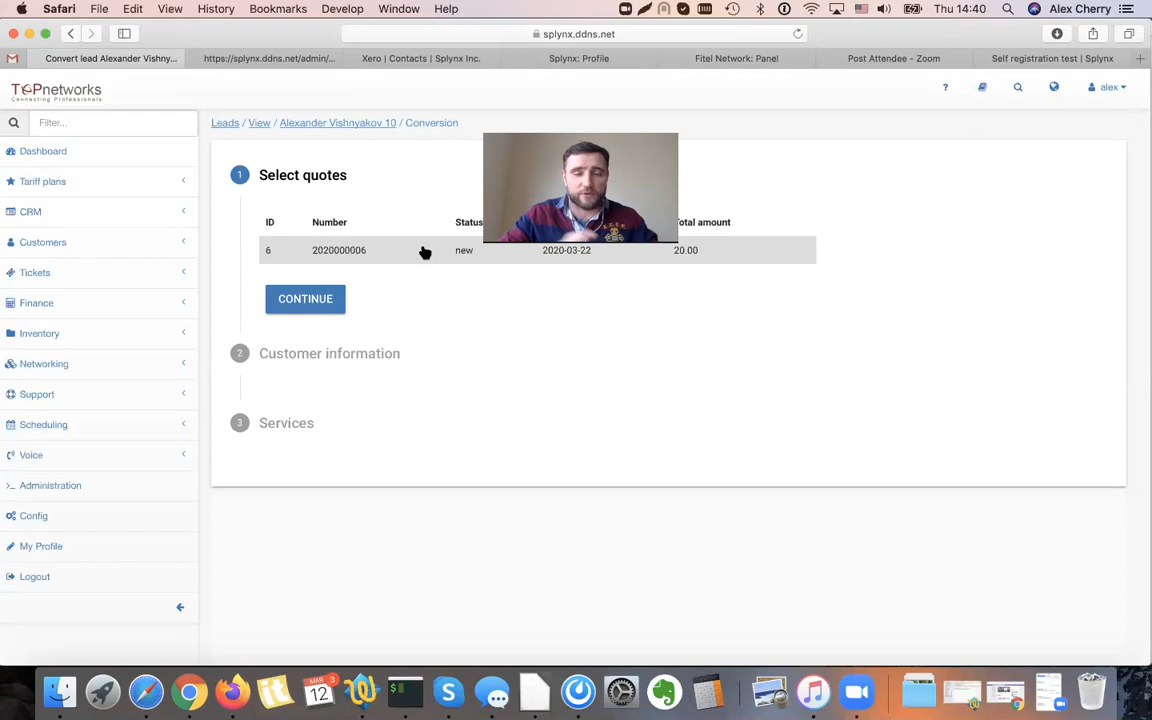 Safari File Edit View History Bookmarks Develop Window Help Thu 14:40 Alex Cherry
splynx.ddns.net
Convert lead Alexander Vishny... https://splynx.ddns.net/admin/... Xero | Contacts | Splynx Inc. Splynx: Profile Fitel Network: Panel Post Attendee - Zoom Self registration test | Splynx
TOPnetworks
Connecting Professionals
? alex
Filter...
Leads / View / Alexander Vishnyakov 10 / Conversion
Dashboard
Tariff plans
CRM
Customers
Tickets
Finance
Inventory
Networking
Support
Scheduling
Voice
Administration
Config
My Profile
Logout
1 Select quotes
ID Number Status Total amount
6 2020000006 new 2020-03-22 20.00
CONTINUE
2 Customer information
3 Services
MAR
12
3